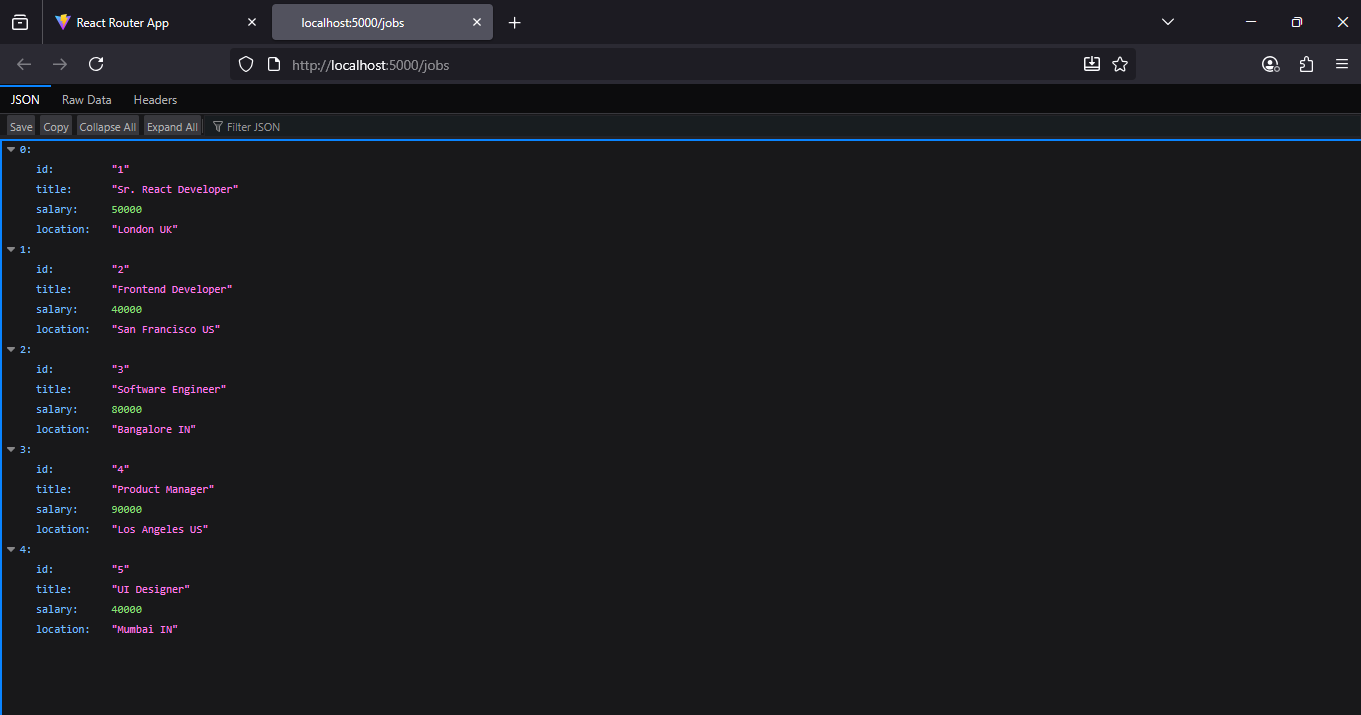 React Router App
localhost:5000/jobs
http://localhost:5000/jobs
JSON Raw Data Headers
Save Copy Collapse All Expand All Filter JSON
0:
id: "1"
title: "Sr. React Developer"
salary: 50000
location: "London UK"
1:
id: "2"
title: "Frontend Developer"
salary: 40000
location: "San Francisco US"
2:
id: "3"
title: "Software Engineer"
salary: 80000
location: "Bangalore IN"
3:
id: "4"
title: "Product Manager"
salary: 90000
location: "Los Angeles US"
4:
id: "5"
title: "UI Designer"
salary: 40000
location: "Mumbai IN"